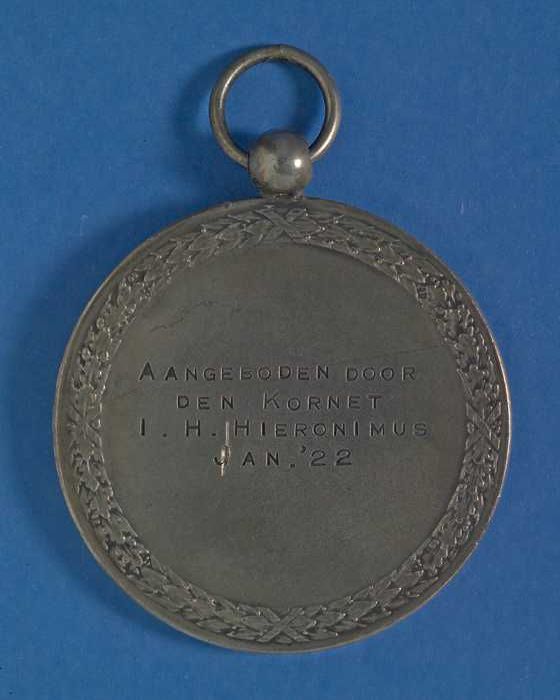 AANGEBODEN DOOR
DEN KORNET
I. H. HIERONIMUS
JAN. '22